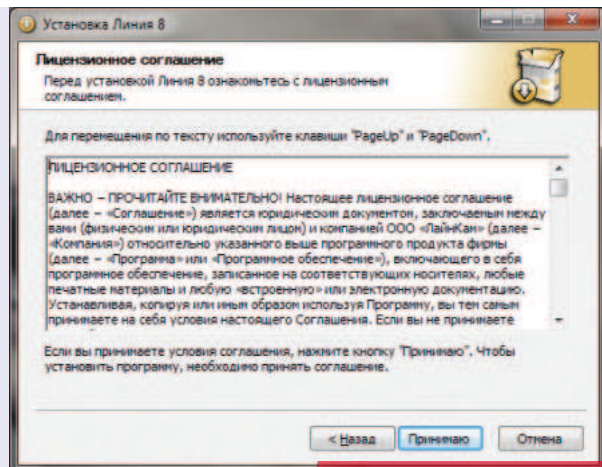 Установка Линия 8
Лицензионное соглашение
Перед установкой Линия 8 ознакомьтесь с лицензионным
соглашением.
Для перемещения по тексту используйте клавиши "PageUp" и "PageDown".
ЛИЦЕНЗИОННОЕ СОГЛАШЕНИЕ
ВАЖНО – ПРОЧИТАЙТЕ ВНИМАТЕЛЬНО! Настоящее лицензионное соглашение
(далее – «Соглашение») является юридическим документом, заключаемым между
вами (физическим или юридическим лицом) и компанией ООО «ЛайнКам» (далее –
«Компания») относительно указанного выше программного продукта фирмы
(далее – «Программа» или «Программное обеспечение»), включающего в себя
программное обеспечение, записанное на соответствующих носителях, любые
печатные материалы и любую «встроенную» или электронную документацию.
Устанавливая, копируя или иным образом используя Программу, вы тем самым
принимаете на себя условия настоящего Соглашения. Если вы не принимаете
Если вы принимаете условия соглашения, нажмите кнопку "Принимаю". Чтобы
установить программу, необходимо принять соглашение.
< Назад Принимаю Отмена